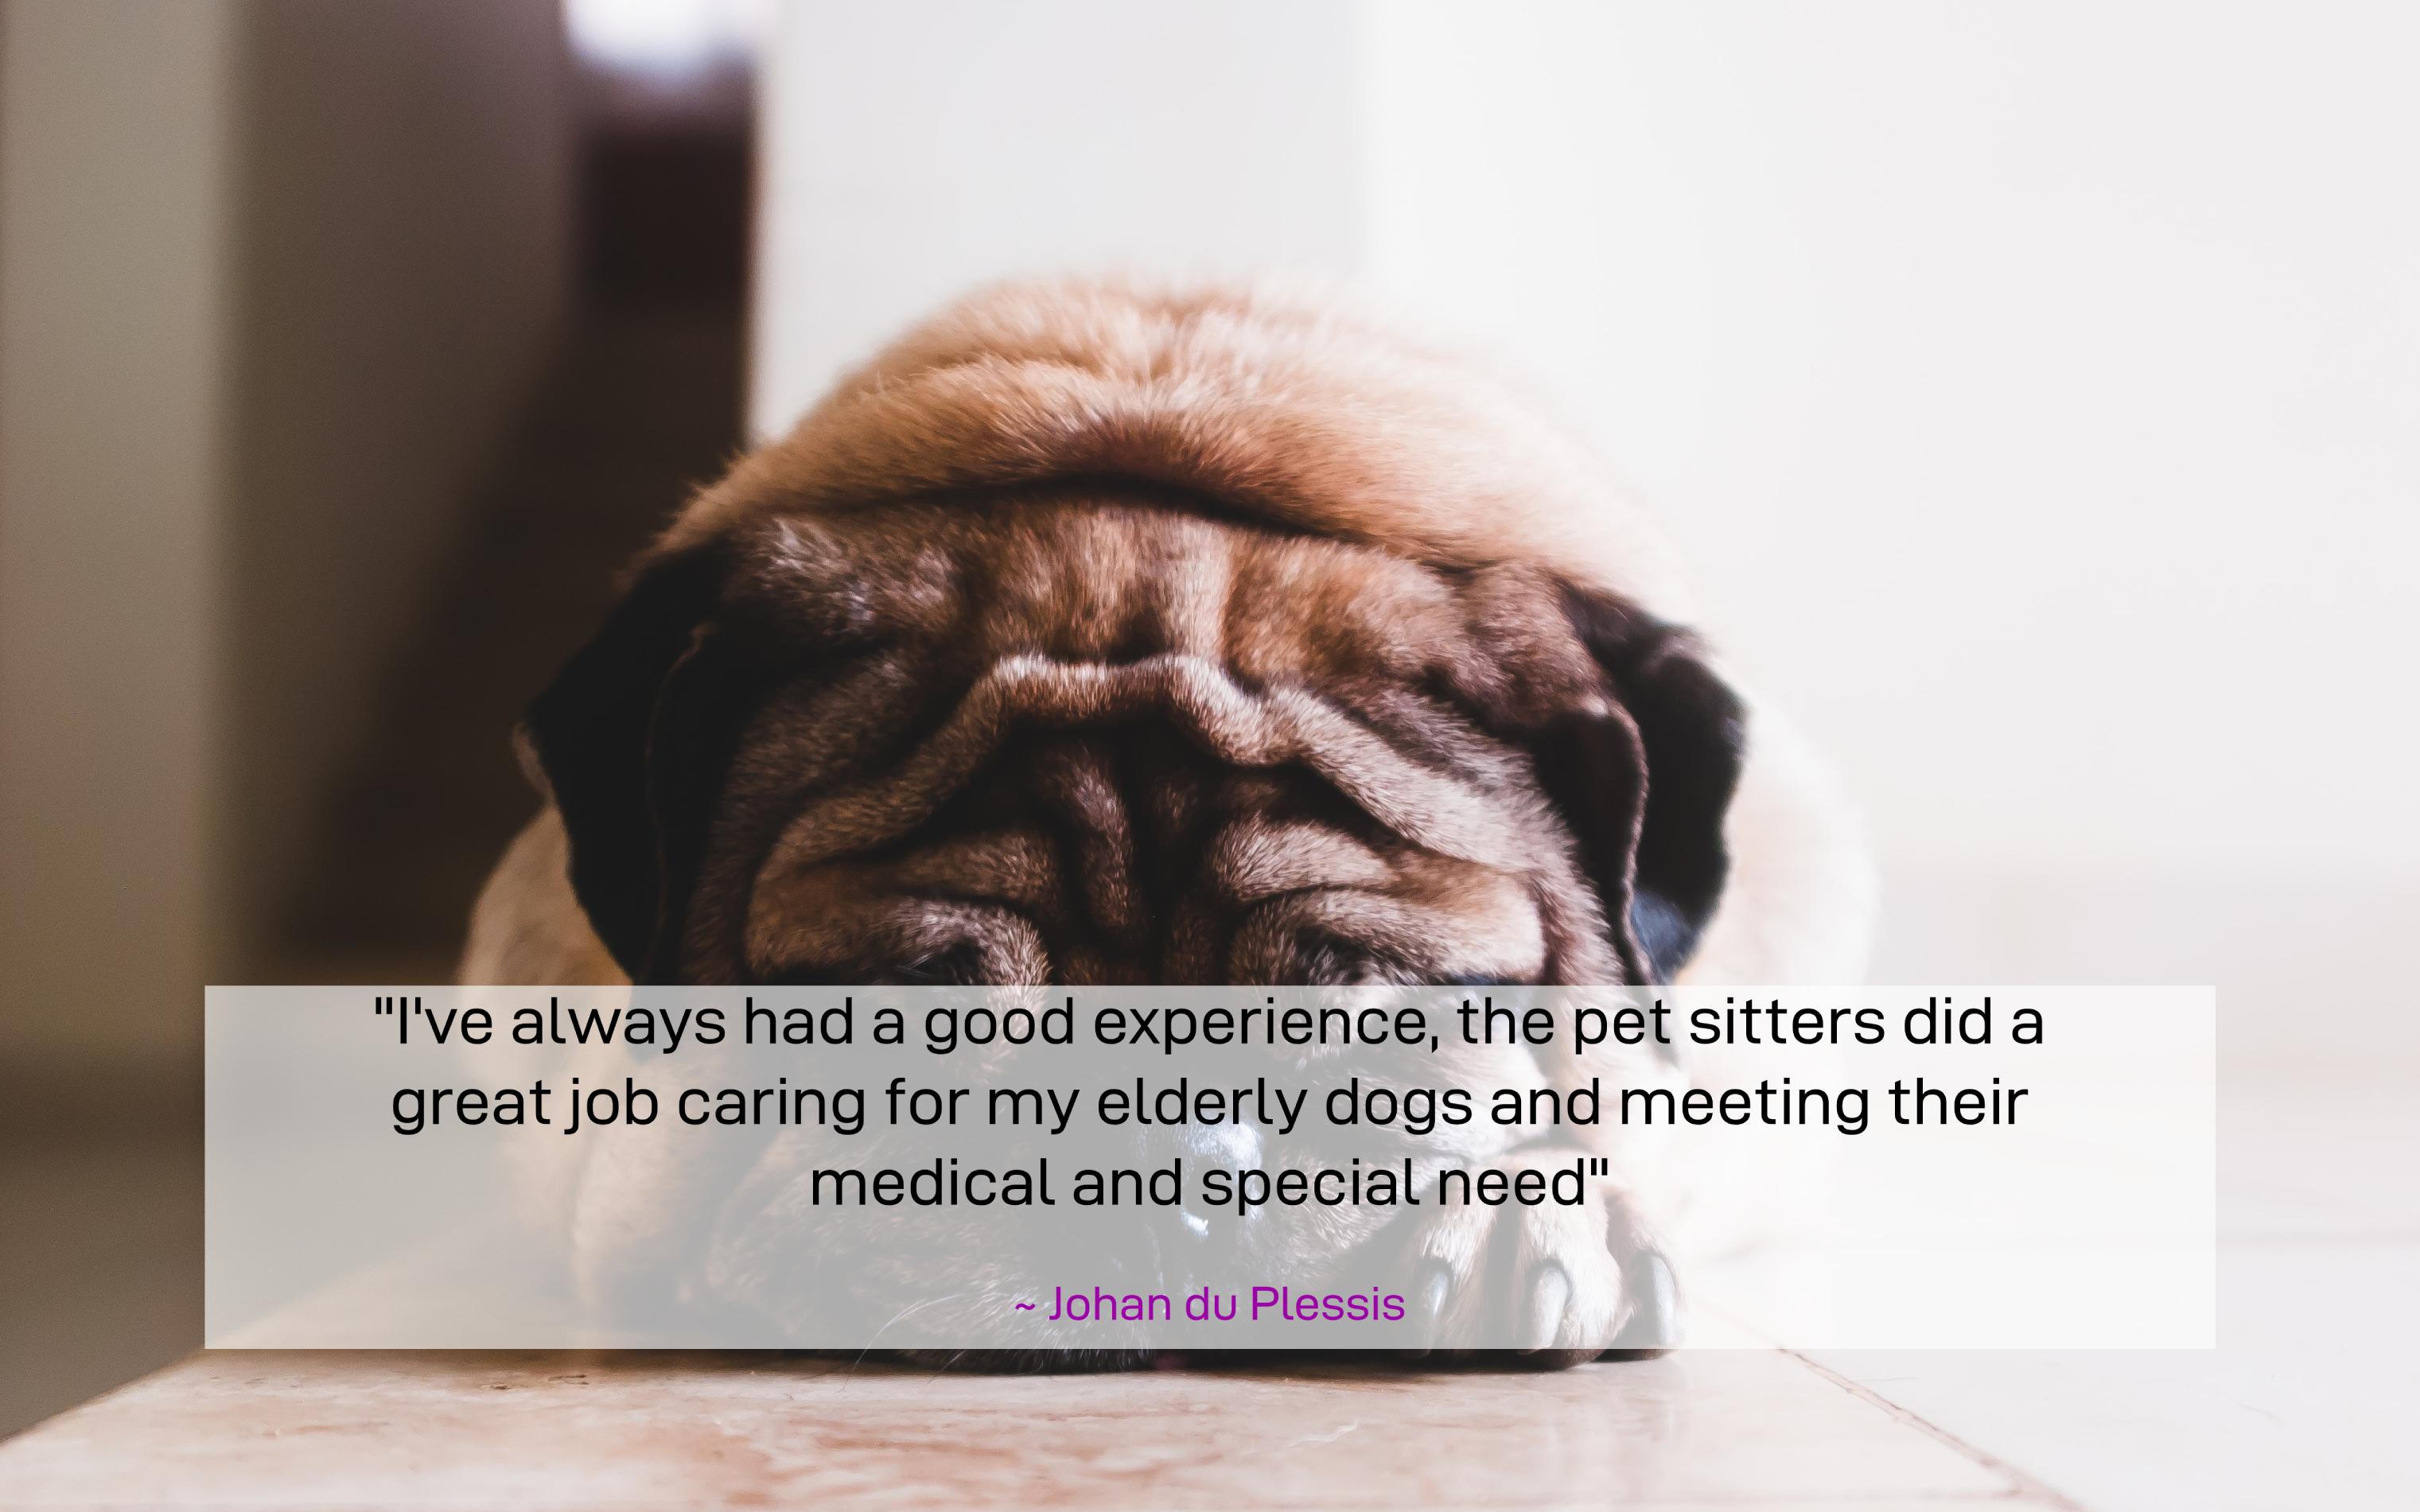 "I've always had a good experience, the pet sitters did a
great job caring for my elderly dogs and meeting their
medical and special need"
~ Johan du Plessis